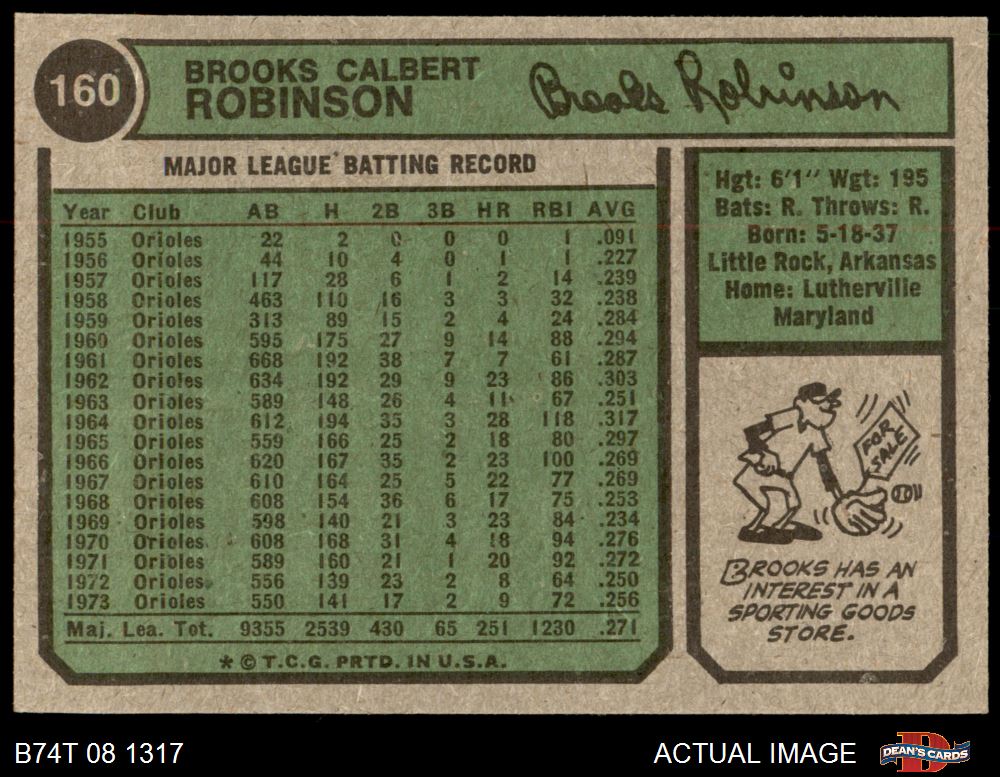 160
BROOKS CALBERT
ROBINSON
Brooks Robinson
MAJOR LEAGUE BATTING RECORD
Year Club AB H 2B 3B HR RBI AVG
1955 Orioles 22 2 0 0 0 1 .091
1956 Orioles 44 10 4 0 1 1 .227
1957 Orioles 117 28 6 1 2 14 .239
1958 Orioles 463 110 16 3 3 32 .238
1959 Orioles 313 89 15 2 4 24 .284
1960 Orioles 595 175 27 9 14 88 .294
1961 Orioles 668 192 38 7 7 61 .287
1962 Orioles 634 192 29 9 23 86 .303
1963 Orioles 589 148 26 4 11 67 .251
1964 Orioles 612 194 35 3 28 118 .317
1965 Orioles 559 166 25 2 18 80 .297
1966 Orioles 620 167 35 2 23 100 .269
1967 Orioles 610 164 25 5 22 77 .269
1968 Orioles 608 154 36 6 17 75 .253
1969 Orioles 598 140 21 3 23 84 .234
1970 Orioles 608 168 31 4 18 94 .276
1971 Orioles 589 160 21 1 20 92 .272
1972 Orioles 556 139 23 2 8 64 .250
1973 Orioles 550 141 17 2 9 72 .256
Maj. Lea. Tot. 9355 2539 430 65 251 1230 .271
* © T.C.G. PRTD. IN U.S.A.
Hgt: 6'1" Wgt: 195
Bats: R. Throws: R.
Born: 5-18-37
Little Rock, Arkansas
Home: Lutherville
Maryland
FOR
SALE
BROOKS HAS AN
INTEREST IN A
SPORTING GOODS
STORE.
B74T 08 1317
ACTUAL IMAGE
DEAN'S CARDS